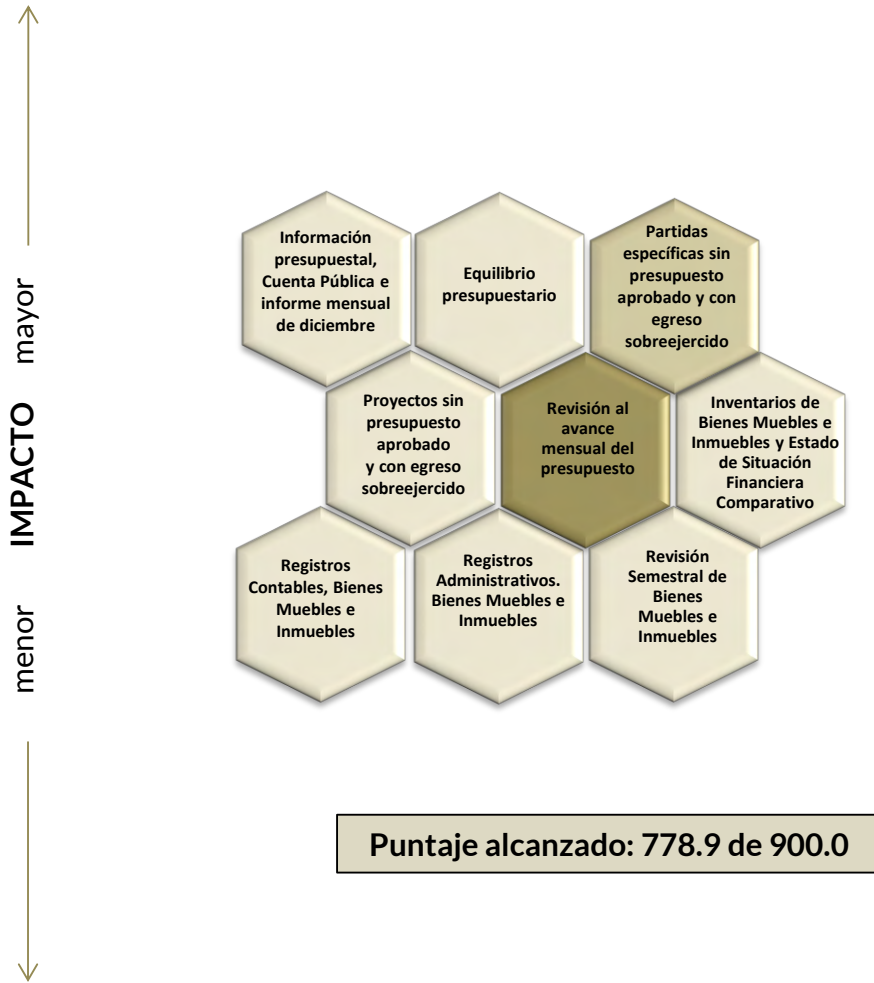 mayor
IMPACTO
menor
Información
presupuestal,
Cuenta Pública e
informe mensual
de diciembre
Equilibrio
presupuestario
Partidas
específicas sin
presupuesto
aprobado y con
egreso
sobreejercido
Proyectos sin
presupuesto
aprobado
y con egreso
sobreejercido
Revisión al
avance
mensual del
presupuesto
Inventarios de
Bienes Muebles e
Inmuebles y Estado
de Situación
Financiera
Comparativo
Registros
Contables, Bienes
Muebles e
Inmuebles
Registros
Administrativos.
Bienes Muebles e
Inmuebles
Revisión
Semestral de
Bienes
Muebles e
Inmuebles
Puntaje alcanzado: 778.9 de 900.0